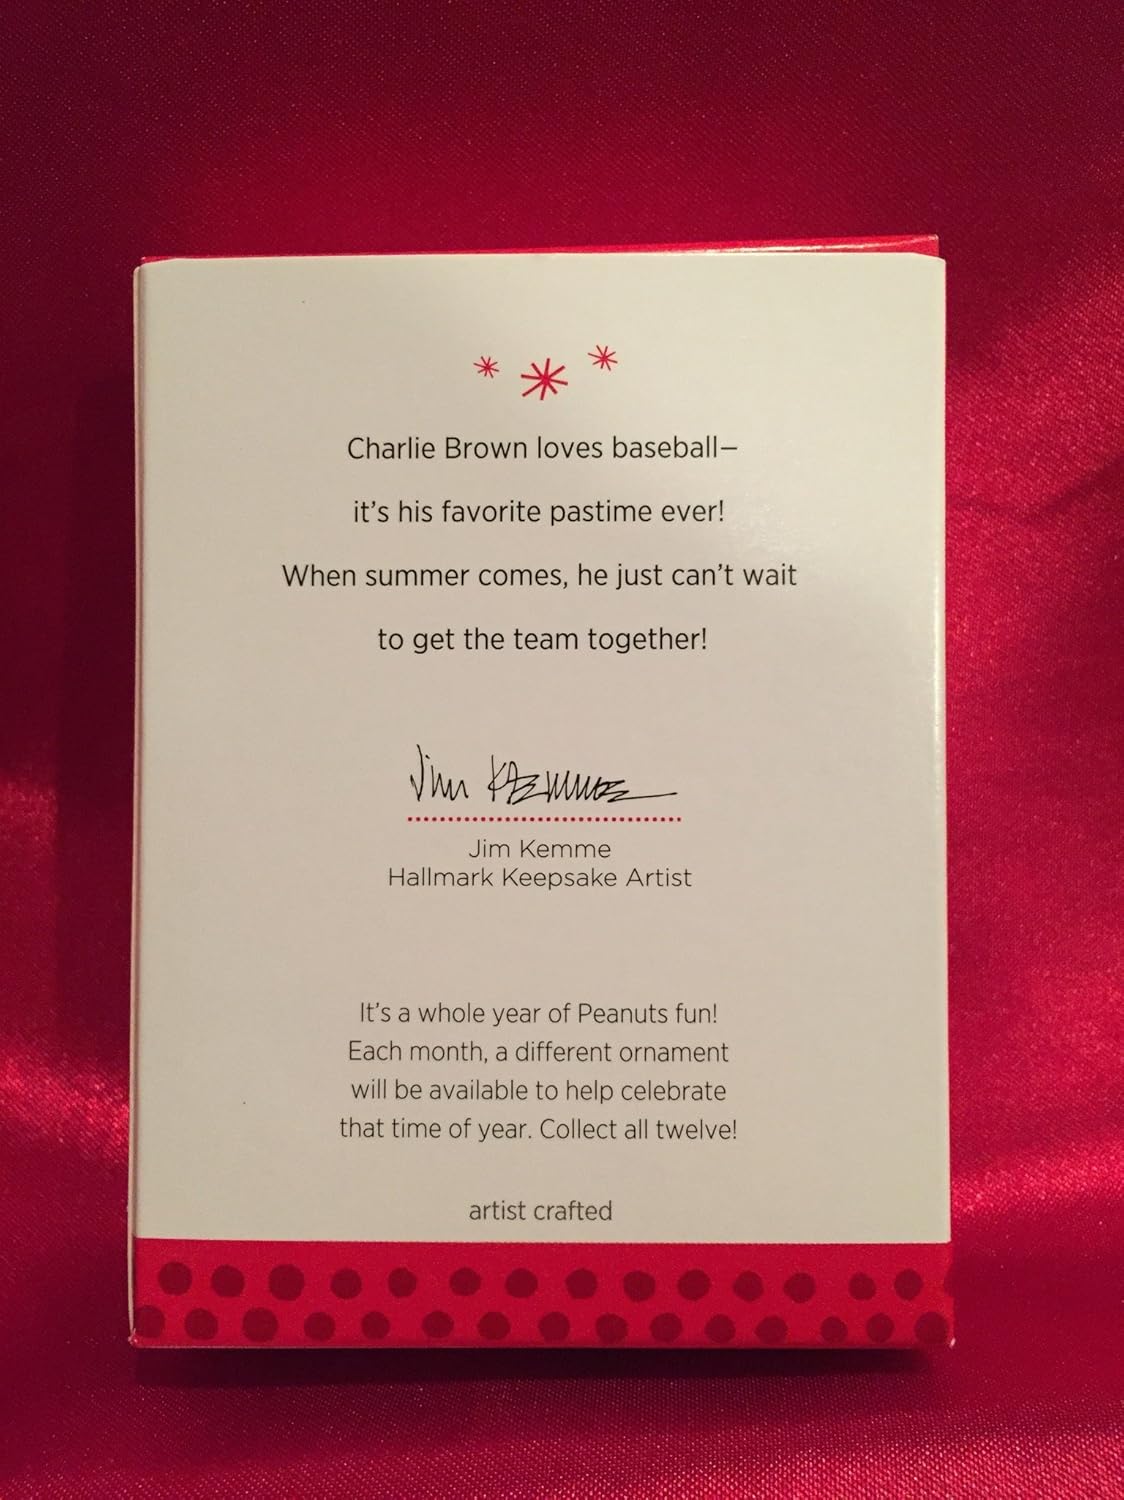 Charlie Brown loves baseball—
it's his favorite pastime ever!
When summer comes, he just can't wait
to get the team together!
Jim Kemme
Jim Kemme
Hallmark Keepsake Artist
It's a whole year of Peanuts fun!
Each month, a different ornament
will be available to help celebrate
that time of year. Collect all twelve!
artist crafted